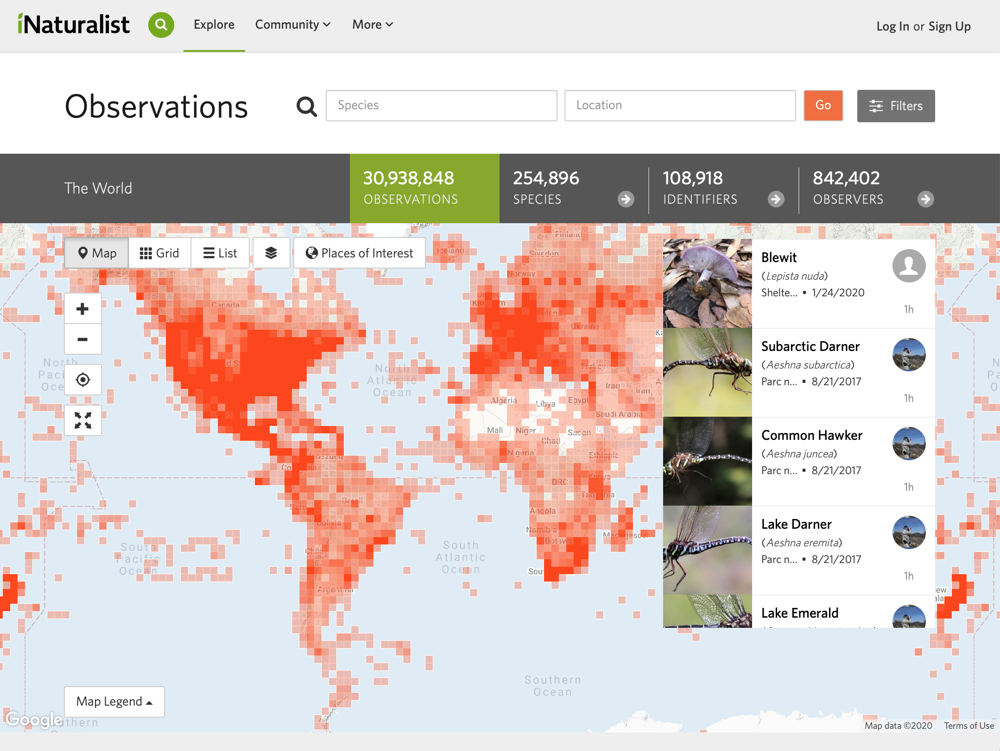 iNaturalist
Explore
Community
More
Log In or Sign Up
Observations
Species
Location
Go
Filters
The World
30,938,848
OBSERVATIONS
254,896
SPECIES
108,918
IDENTIFIERS
842,402
OBSERVERS
Map
Grid
List
Places of Interest
Finland
Iceland
Sweden
Norway
United
Kingdom
Canada
Poland
Ukraine
North
Atlantic
Ocean
North
Turkey
Iraq
Iran
Algeria
Libya
Egypt
Saudi Arabia
Mali
Niger
Sudan
Chad
Nigeria
Ethiopia
Venezuela
Colombia
Kenya
DRC
Tanzania
Brazil
Peru
Angola
Bolivia
Namibia
Botswa
Madagascar
Chile
South
Pacific
Ocean
South
Atlantic
Ocean
Argentina
Southern
Ocean
Blewit
(Lepista nuda)
Shelte... • 1/24/2020
1h
Subarctic Darner
(Aeshna subarctica)
Parc n... • 8/21/2017
1h
Common Hawker
(Aeshna juncea)
Parc n... • 8/21/2017
1h
Lake Darner
(Aeshna eremita)
Parc n... • 8/21/2017
1h
Lake Emerald
Map Legend
Google
Map data ©2020
Terms of Use